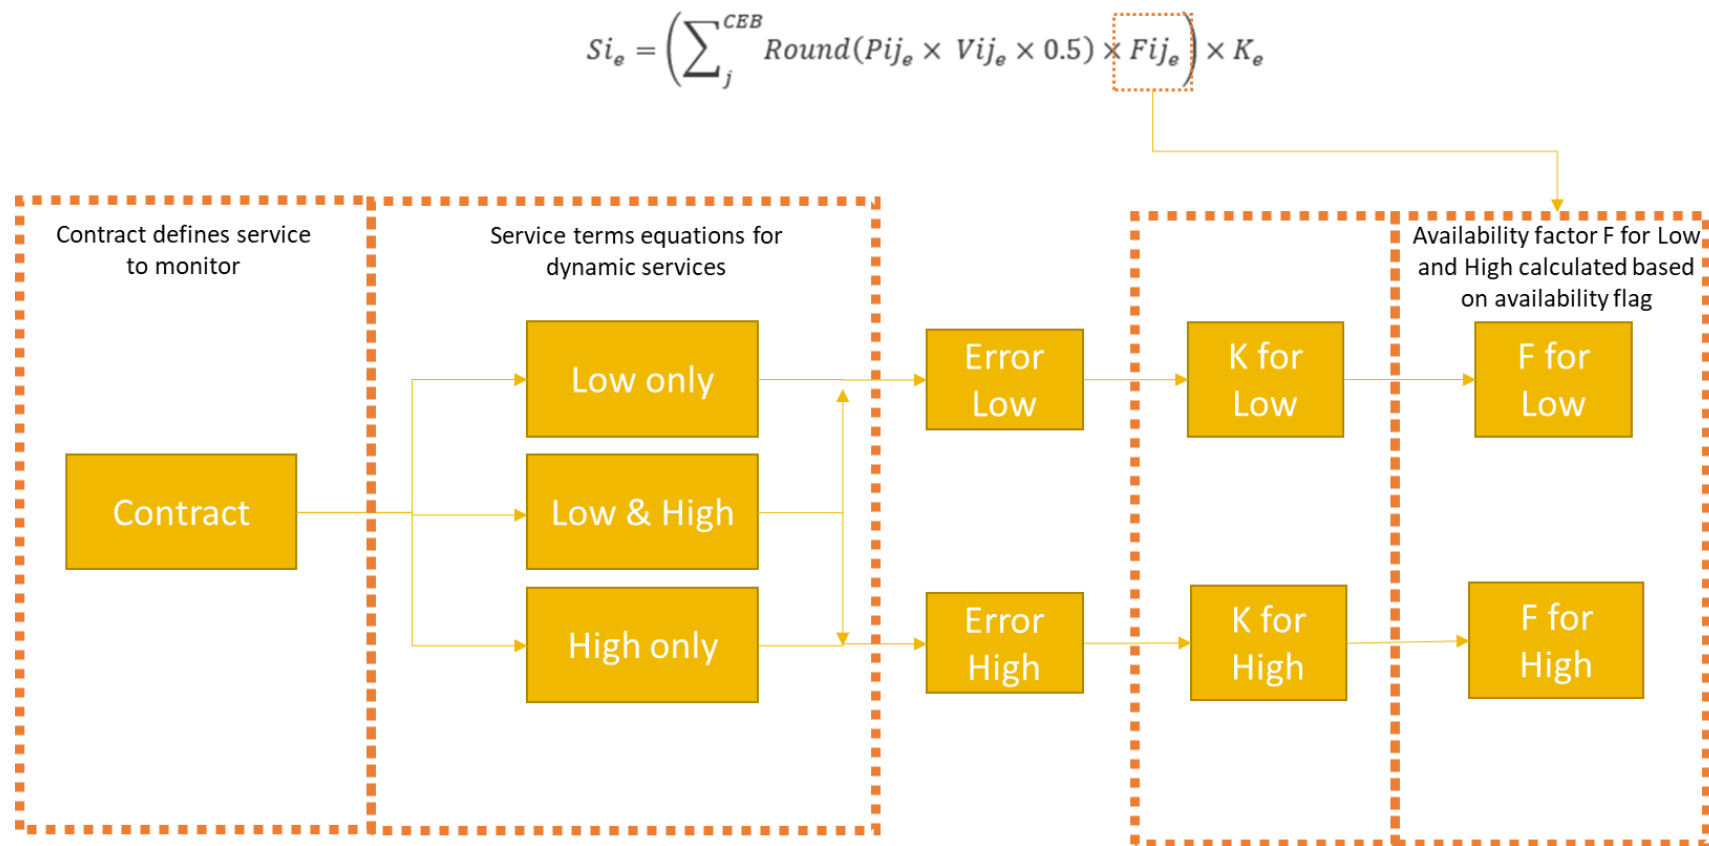 Si_e = (∑_j^CEB Round(Pij_e × Vij_e × 0.5) × Fij_e) × K_e
Contract defines service
to monitor
Service terms equations for
dynamic services
Availability factor F for Low
and High calculated based
on availability flag
Low only
Error
Low
K for
Low
F for
Low
Contract
Low & High
High only
Error
High
K for
High
F for
High